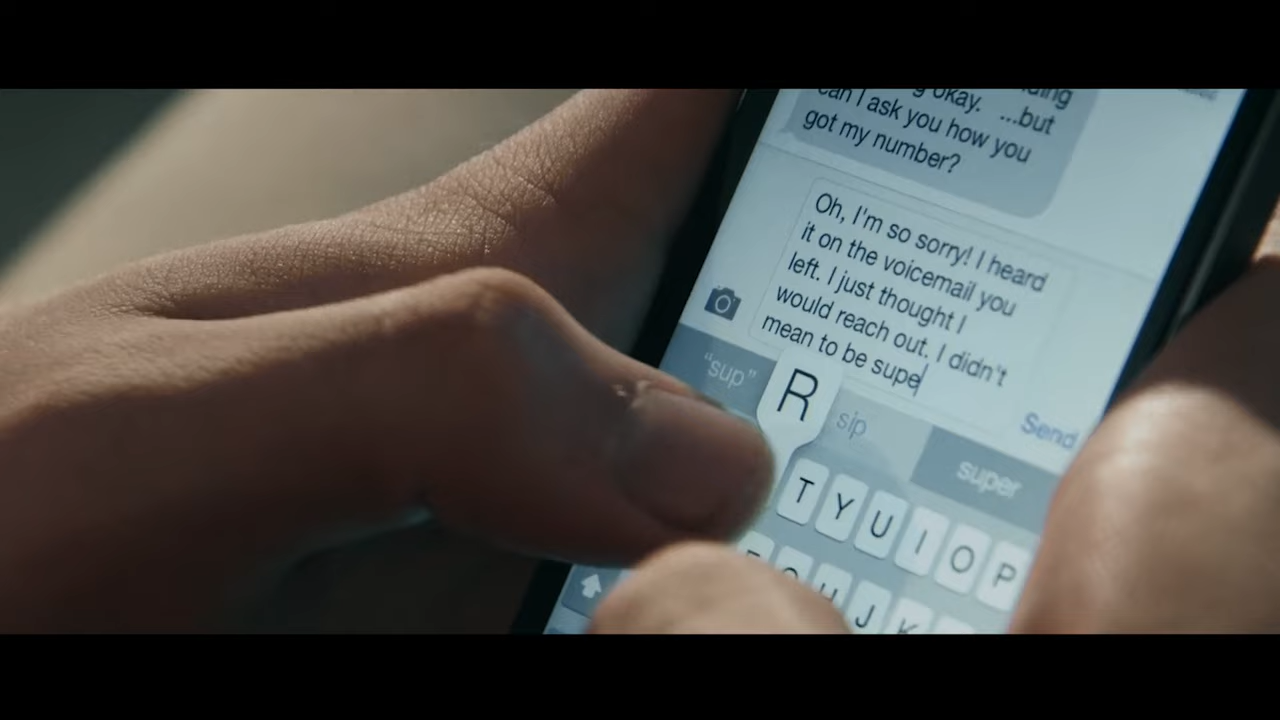 g okay. ...but
can I ask you how you
got my number?
Oh, I'm so sorry! I heard
it on the voicemail you
left. I just thought I
would reach out. I didn't
mean to be supe
Send
“sup”
R
sip
super
T Y U I O P
J K